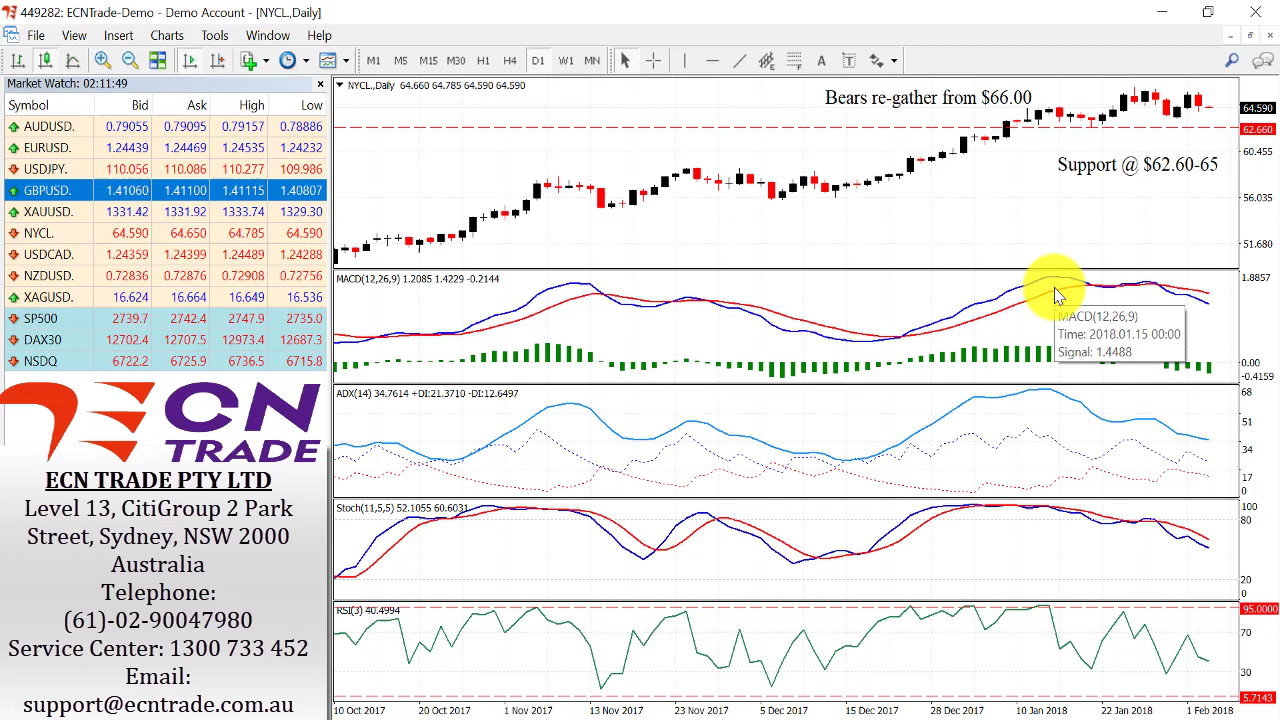 449282: ECNTrade-Demo - Demo Account - [NYCL,Daily]
File View Insert Charts Tools Window Help
M1 M5 M15 M30 H1 H4 D1 W1 MN
Market Watch: 02:11:49
Symbol Bid Ask High Low
AUDUSD. 0.79055 0.79095 0.79157 0.78886
EURUSD. 1.24439 1.24469 1.24535 1.24232
USDJPY. 110.056 110.086 110.277 109.986
GBPUSD. 1.41060 1.41100 1.41115 1.40807
XAUUSD. 1331.42 1331.92 1333.74 1329.30
NYCL. 64.590 64.650 64.785 64.590
USDCAD. 1.24359 1.24399 1.24489 1.24288
NZDUSD. 0.72836 0.72876 0.72908 0.72756
XAGUSD. 16.624 16.664 16.644 16.536
SP500 2739.7 2742.4 2747.9 2735.0
DAX30 12702.4 12707.5 12973.4 12687.3
NSDQ 6722.2 6725.9 6736.5 6715.8
ECN
TRADE
ECN TRADE PTY LTD
Level 13, CitiGroup 2 Park
Street, Sydney, NSW 2000
Australia
Telephone:
(61)-02-90047980
Service Center: 1300 733 452
Email:
support@ecntrade.com.au
NYCL.,Daily 64.660 64.785 64.590 64.590
Bears re-gather from $66.00
Support @ $62.60-65
64.590
62.660
60.455
56.035
51.680
MACD(12,26,9) 1.2085 1.4229 -0.2144
1.8857
0.00
-0.4159
MACD(12,26,9)
Time: 2018.01.15 00:00
Signal: 1.4488
ADX(14) 34.7614 +DI:21.3710 -DI:12.6497
68
51
34
17
0
Stoch(11,5,5) 52.1055 60.6031
100
80
20
0
RSI(3) 40.4994
95.0000
70
30
5.7143
10 Oct 2017 20 Oct 2017 1 Nov 2017 13 Nov 2017 23 Nov 2017 5 Dec 2017 15 Dec 2017 28 Dec 2017 10 Jan 2018 22 Jan 2018 1 Feb 2018